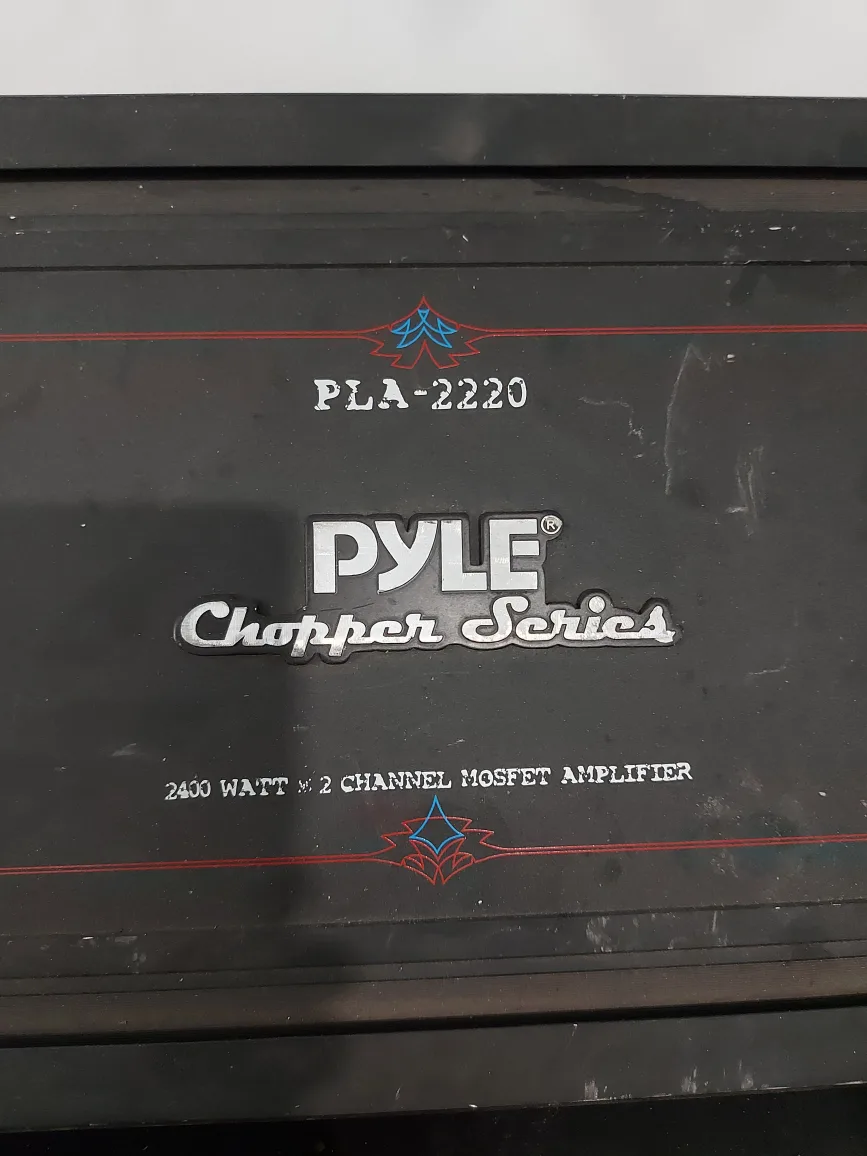 PLA-2220
PYLE®
Chopper Series
2400 WATT * 2 CHANNEL MOSFET AMPLIFIER